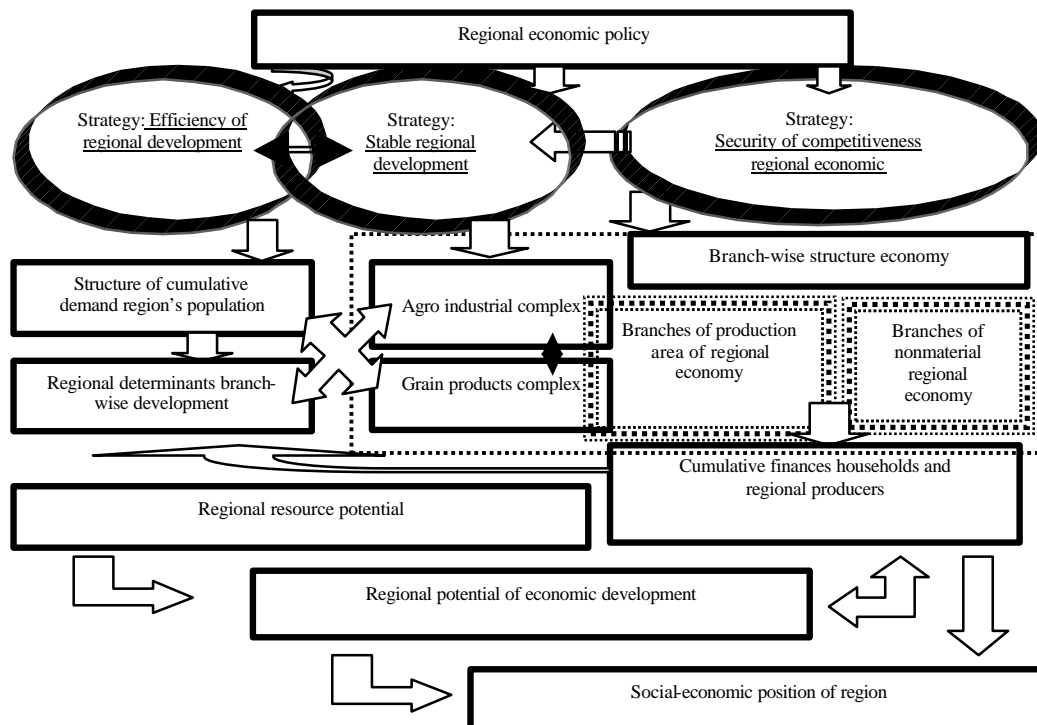 Regional economic policy
Strategy: Efficiency of
regional development
Strategy:
Stable regional
development
Strategy:
Security of competitiveness
regional economic
Branch-wise structure economy
Structure of cumulative
demand region's population
Agro industrial complex
Branches of production
area of regional
economy
Branches of
nonmaterial
regional
economy
Regional determinants branch-
wise development
Grain products complex
Cumulative finances households and
regional producers
Regional resource potential
Regional potential of economic development
Social-economic position of region